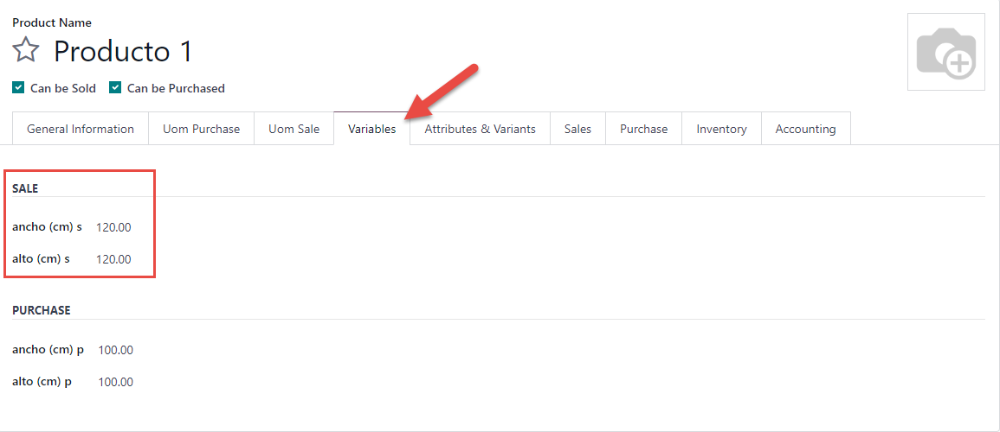 Product Name
Producto 1
Can be Sold Can be Purchased
General Information Uom Purchase Uom Sale Variables Attributes & Variants Sales Purchase Inventory Accounting
SALE
ancho (cm) s 120.00
alto (cm) s 120.00
PURCHASE
ancho (cm) p 100.00
alto (cm) p 100.00